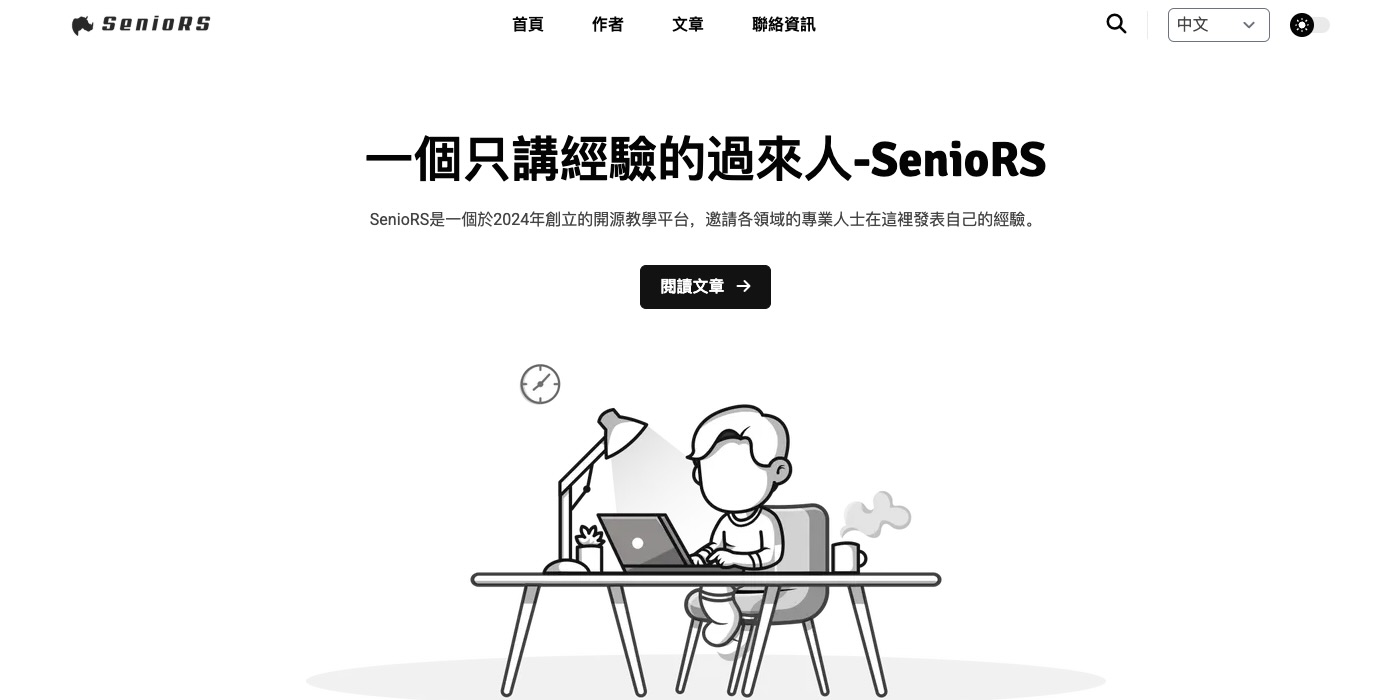 SenioRS
首頁
作者
文章
聯絡資訊
中文
一個只講經驗的過來人-SenioRS
SenioRS是一個於2024年創立的開源教學平台，邀請各領域的專業人士在這裡發表自己的經驗。
閱讀文章